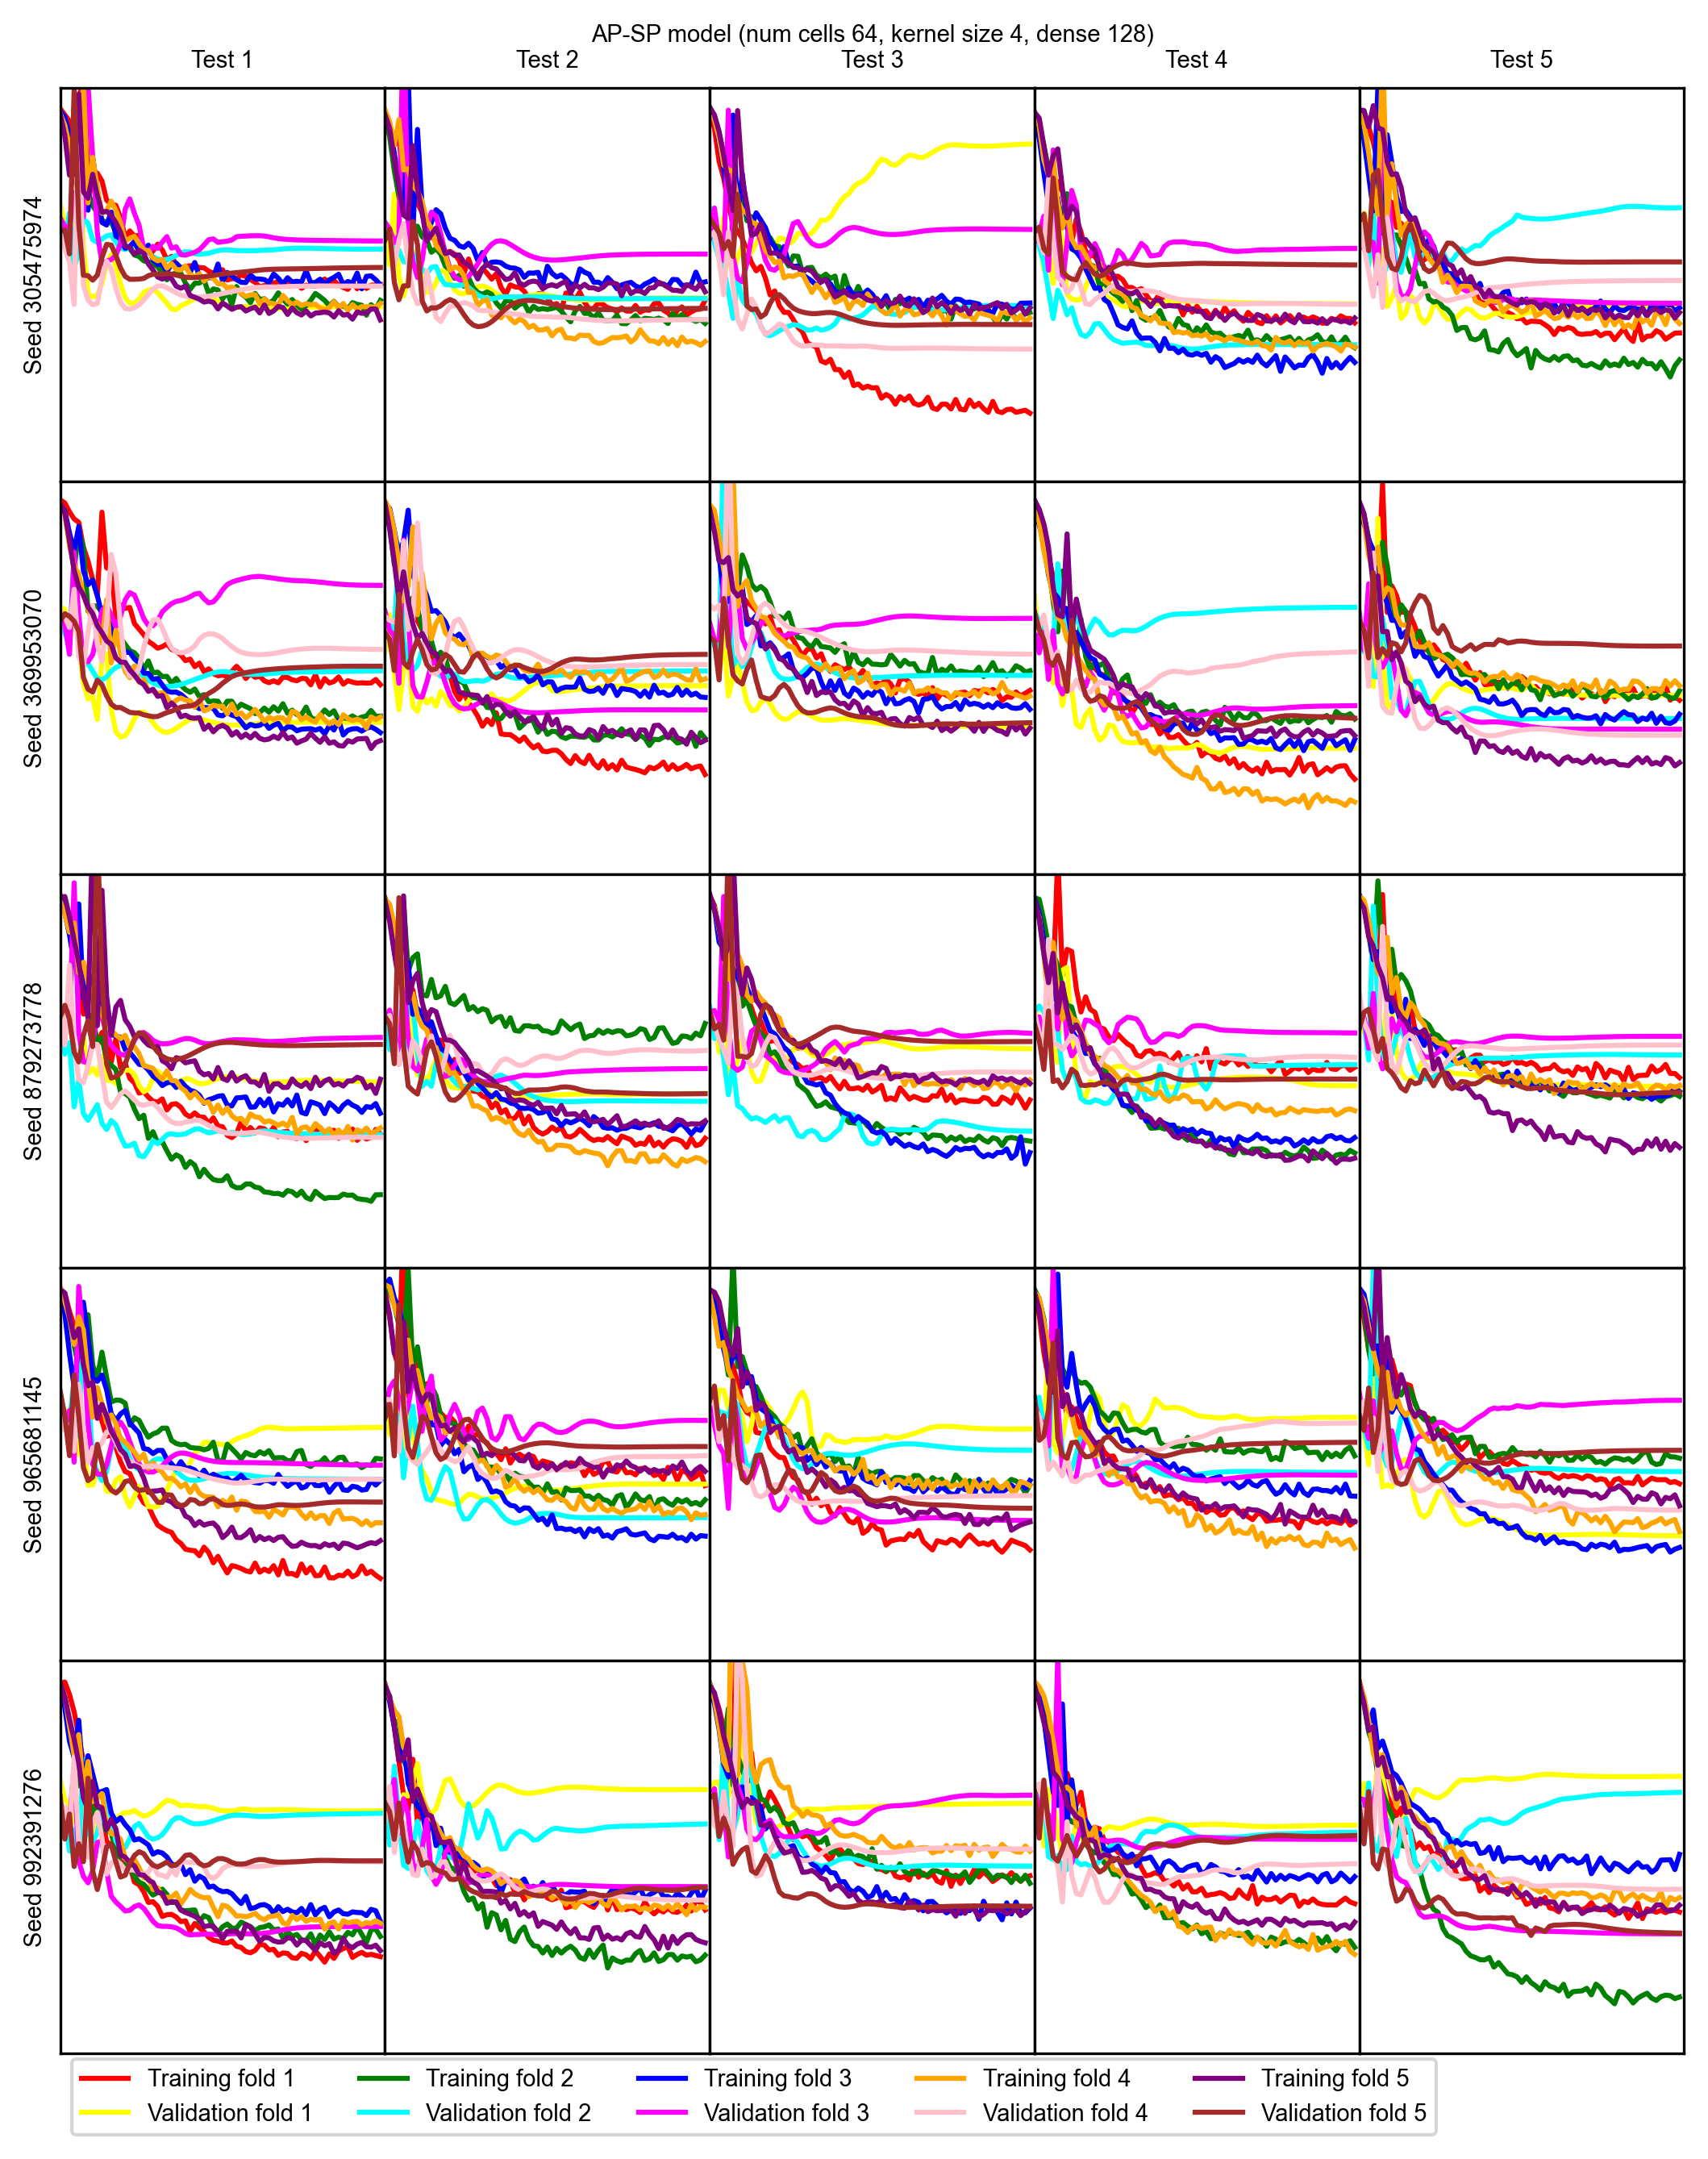 AP-SP model (num cells 64, kernel size 4, dense 128)
Test 1 Test 2 Test 3 Test 4 Test 5
Seed 305475974
Seed 369953070
Seed 879273778
Seed 965681145
Seed 992391276
Training fold 1 Training fold 2 Training fold 3 Training fold 4 Training fold 5
Validation fold 1 Validation fold 2 Validation fold 3 Validation fold 4 Validation fold 5